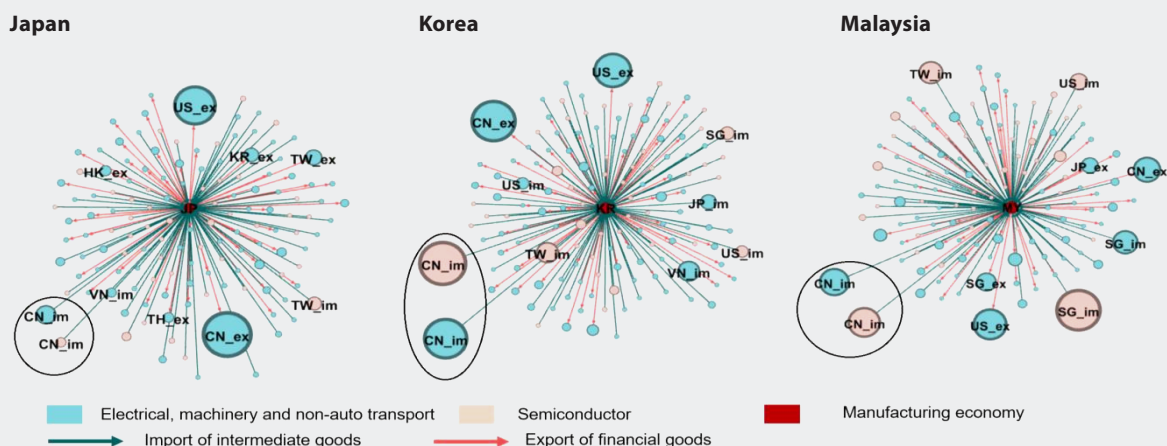 Japan
Korea
Malaysia
US_ex
KR_ex
TW_ex
HK_ex
JP
VN_im
CN_im
CN_im
TH_ex
CN_ex
TW_im
US_ex
CN_ex
SG_im
US_im
JP_im
KR
CN_im
TW_im
US_im
VN_im
CN_im
TW_im
US_im
JP_ex
CN_ex
MY
SG_im
CN_im
SG_ex
CN_im
US_ex
SG_im
Electrical, machinery and non-auto transport
Semiconductor
Manufacturing economy
Import of intermediate goods
Export of financial goods